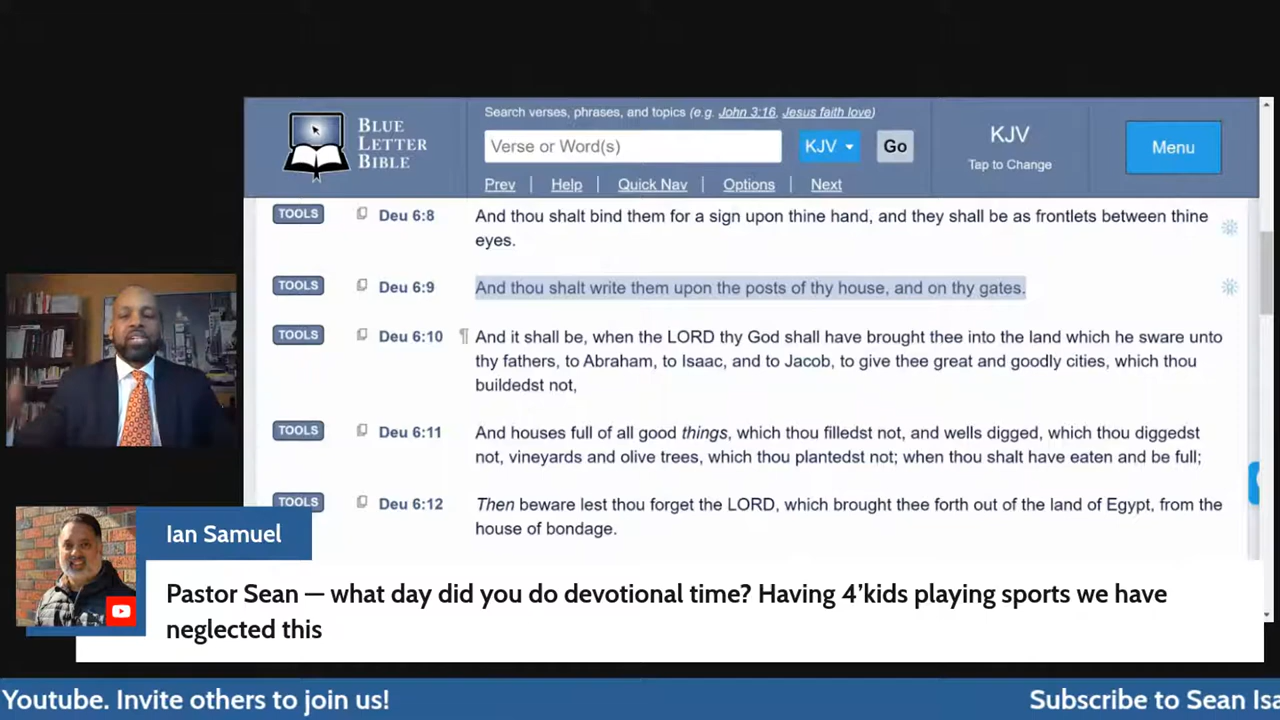 BLUE
LETTER
BIBLE
Search verses, phrases, and topics (e.g. John 3:16, Jesus faith love)
Verse or Word(s)
KJV
Go
Prev | Help | Quick Nav | Options | Next
KJV
Tap to Change
Menu
TOOLS Deu 6:8 And thou shalt bind them for a sign upon thine hand, and they shall be as frontlets between thine
eyes.
TOOLS Deu 6:9 And thou shalt write them upon the posts of thy house, and on thy gates.
TOOLS Deu 6:10 ¶ And it shall be, when the LORD thy God shall have brought thee into the land which he sware unto
thy fathers, to Abraham, to Isaac, and to Jacob, to give thee great and goodly cities, which thou
buildedst not,
TOOLS Deu 6:11 And houses full of all good things, which thou filledst not, and wells digged, which thou diggedst
not, vineyards and olive trees, which thou plantedst not; when thou shalt have eaten and be full;
TOOLS Deu 6:12 Then beware lest thou forget the LORD, which brought thee forth out of the land of Egypt, from the
house of bondage.
Ian Samuel
Pastor Sean — what day did you do devotional time? Having 4’kids playing sports we have
neglected this
Youtube. Invite others to join us!
Subscribe to Sean Isa